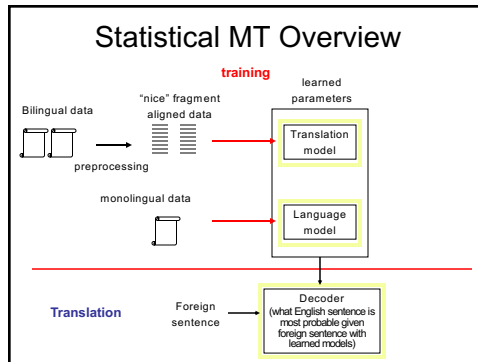 Statistical MT Overview
training
learned
parameters
Bilingual data
"nice" fragment
aligned data
preprocessing
Translation
model
monolingual data
Language
model
Translation
Foreign
sentence
Decoder
(what English sentence is
most probable given
foreign sentence with
learned models)